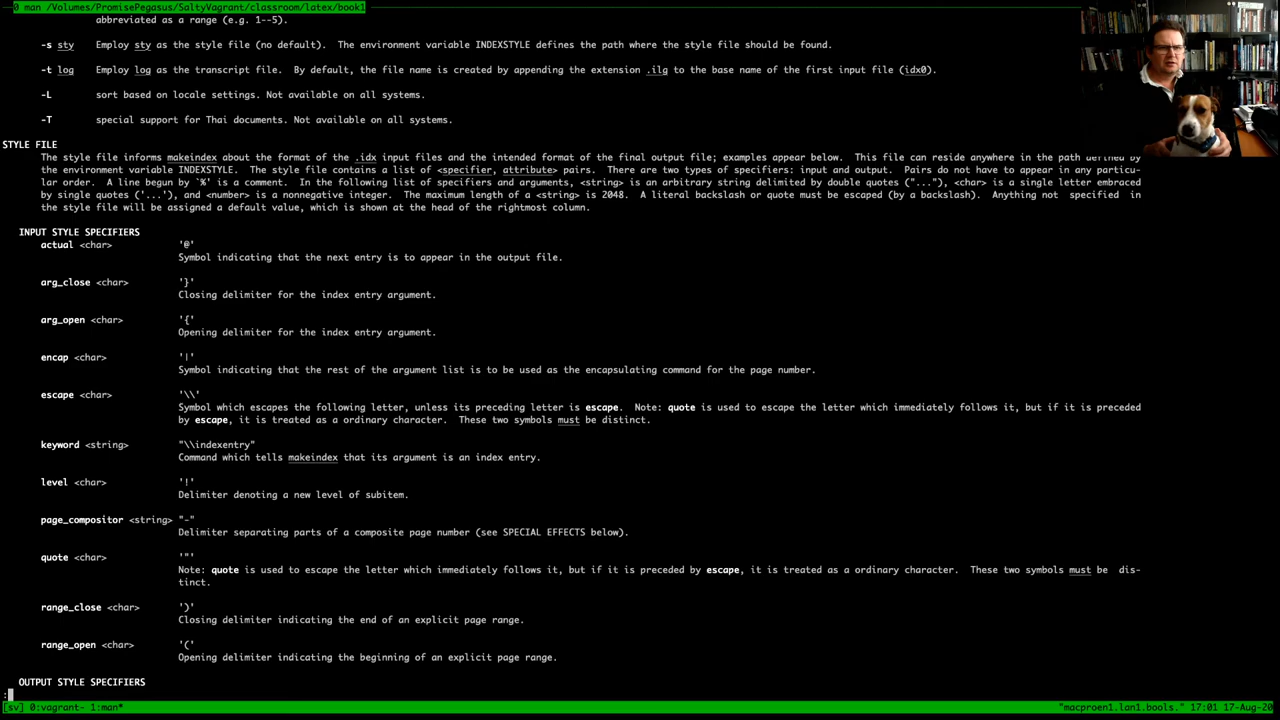 0 man /Volumes/PromisePegasus/SaltyVagrant/classroom/latex/book1
abbreviated as a range (e.g. 1--5).
-s sty Employ sty as the style file (no default). The environment variable INDEXSTYLE defines the path where the style file should be found.
-t log Employ log as the transcript file. By default, the file name is created by appending the extension .ilg to the base name of the first input file (idx0).
-L sort based on locale settings. Not available on all systems.
-T special support for Thai documents. Not available on all systems.
STYLE FILE
The style file informs makeindex about the format of the .idx input files and the intended format of the final output file; examples appear below. This file can reside anywhere in the path defined by
the environment variable INDEXSTYLE. The style file contains a list of <specifier, attribute> pairs. There are two types of specifiers: input and output. Pairs do not have to appear in any particu-
lar order. A line begun by `%' is a comment. In the following list of specifiers and arguments, <string> is an arbitrary string delimited by double quotes ("..."), <char> is a single letter embraced
by single quotes ('...'), and <number> is a nonnegative integer. The maximum length of a <string> is 2048. A literal backslash or quote must be escaped (by a backslash). Anything not specified in
the style file will be assigned a default value, which is shown at the head of the rightmost column.
INPUT STYLE SPECIFIERS
actual <char> '@'
Symbol indicating that the next entry is to appear in the output file.
arg_close <char> '}'
Closing delimiter for the index entry argument.
arg_open <char> '{'
Opening delimiter for the index entry argument.
encap <char> '|'
Symbol indicating that the rest of the argument list is to be used as the encapsulating command for the page number.
escape <char> '\\'
Symbol which escapes the following letter, unless its preceding letter is escape. Note: quote is used to escape the letter which immediately follows it, but if it is preceded
by escape, it is treated as a ordinary character. These two symbols must be distinct.
keyword <string> "\\indexentry"
Command which tells makeindex that its argument is an index entry.
level <char> '!'
Delimiter denoting a new level of subitem.
page_compositor <string> "-"
Delimiter separating parts of a composite page number (see SPECIAL EFFECTS below).
quote <char> '"'
Note: quote is used to escape the letter which immediately follows it, but if it is preceded by escape, it is treated as a ordinary character. These two symbols must be dis-
tinct.
range_close <char> ')'
Closing delimiter indicating the end of an explicit page range.
range_open <char> '('
Opening delimiter indicating the beginning of an explicit page range.
OUTPUT STYLE SPECIFIERS
:
[sv] 0:vagrant- 1:man* "macproen1.lan1.bools." 17:01 17-Aug-20